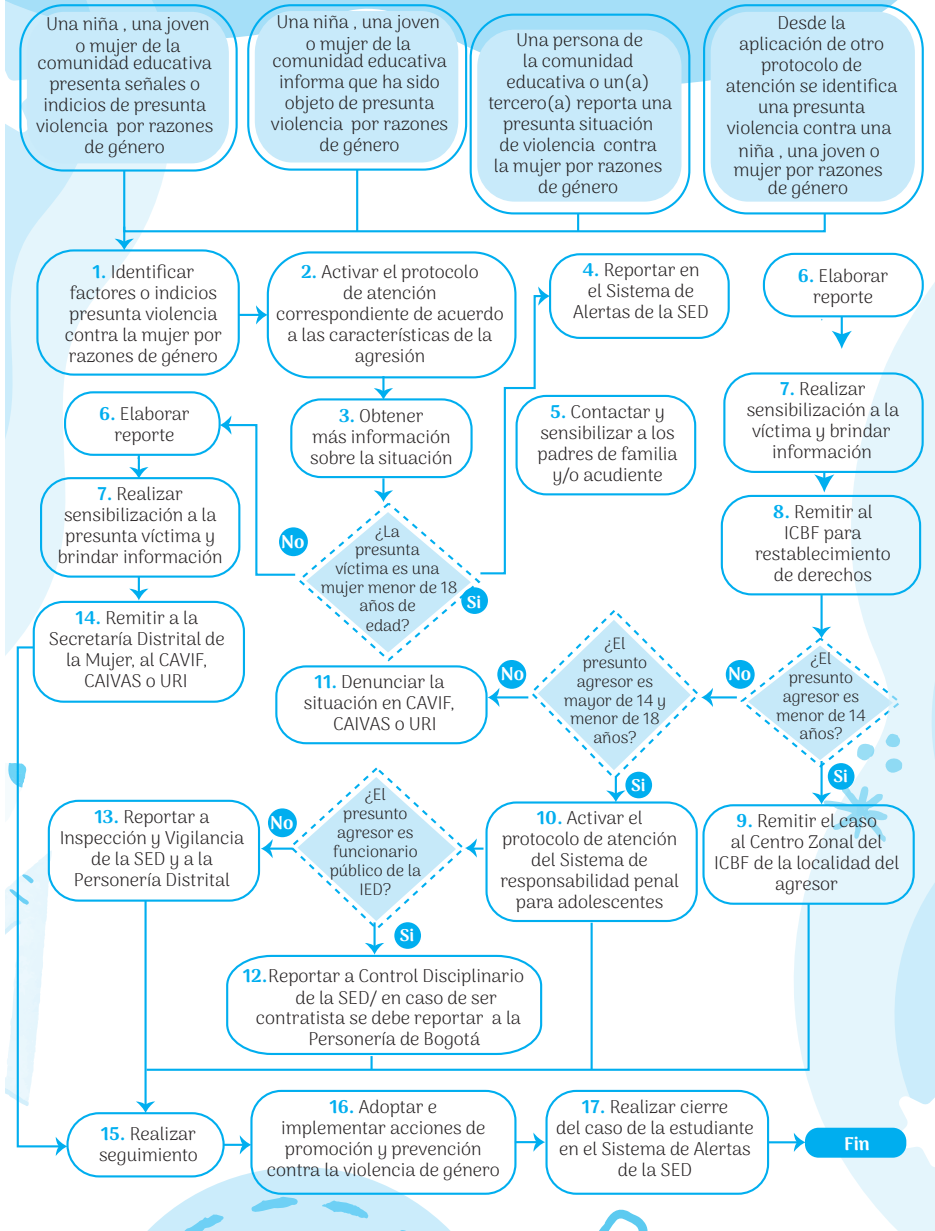 Una niña , una joven
o mujer de la
comunidad educativa
presenta señales o
indicios de presunta
violencia por razones
de género
Una niña , una joven
o mujer de la
comunidad educativa
informa que ha sido
objeto de presunta
violencia por razones
de género
Una persona de
la comunidad
educativa o un(a)
tercero(a) reporta una
presunta situación
de violencia contra
la mujer por razones
de género
Desde la
aplicación de otro
protocolo de
atención se identifica
una presunta
violencia contra una
niña , una joven o
mujer por razones
de género
1. Identificar
factores o indicios
presunta violencia
contra la mujer por
razones de género
2. Activar el protocolo
de atención
correspondiente de acuerdo
a las características de la
agresión
4. Reportar en
el Sistema de
Alertas de la SED
6. Elaborar
reporte
6. Elaborar
reporte
3. Obtener
más información
sobre la situación
5. Contactar y
sensibilizar a los
padres de familia
y/o acudiente
7. Realizar
sensibilización a la
víctima y brindar
información
7. Realizar
sensibilización a la
presunta víctima y
brindar información
8. Remitir al
ICBF para
restablecimiento
de derechos
No
¿La
presunta
víctima es una
mujer menor de 18
años de
edad?
Si
14. Remitir a la
Secretaría Distrital de
la Mujer, al CAVIF,
CAIVAS o URI
11. Denunciar la
situación en CAVIF,
CAIVAS o URI
No
¿El
presunto
agresor es
mayor de 14 y
menor de 18
años?
No
¿El
presunto
agresor es
menor de 14
años?
Si
Si
13. Reportar a
Inspección y Vigilancia
de la SED y a la
Personería Distrital
No
¿El
presunto
agresor es
funcionario
público de la
IED?
10. Activar el
protocolo de atención
del Sistema de
responsabilidad penal
para adolescentes
9. Remitir el caso
al Centro Zonal del
ICBF de la localidad del
agresor
Si
12.Reportar a Control Disciplinario
de la SED/ en caso de ser
contratista se debe reportar a la
Personería de Bogotá
15. Realizar
seguimiento
16. Adoptar e
implementar acciones de
promoción y prevención
contra la violencia de género
17. Realizar cierre
del caso de la estudiante
en el Sistema de Alertas
de la SED
Fin